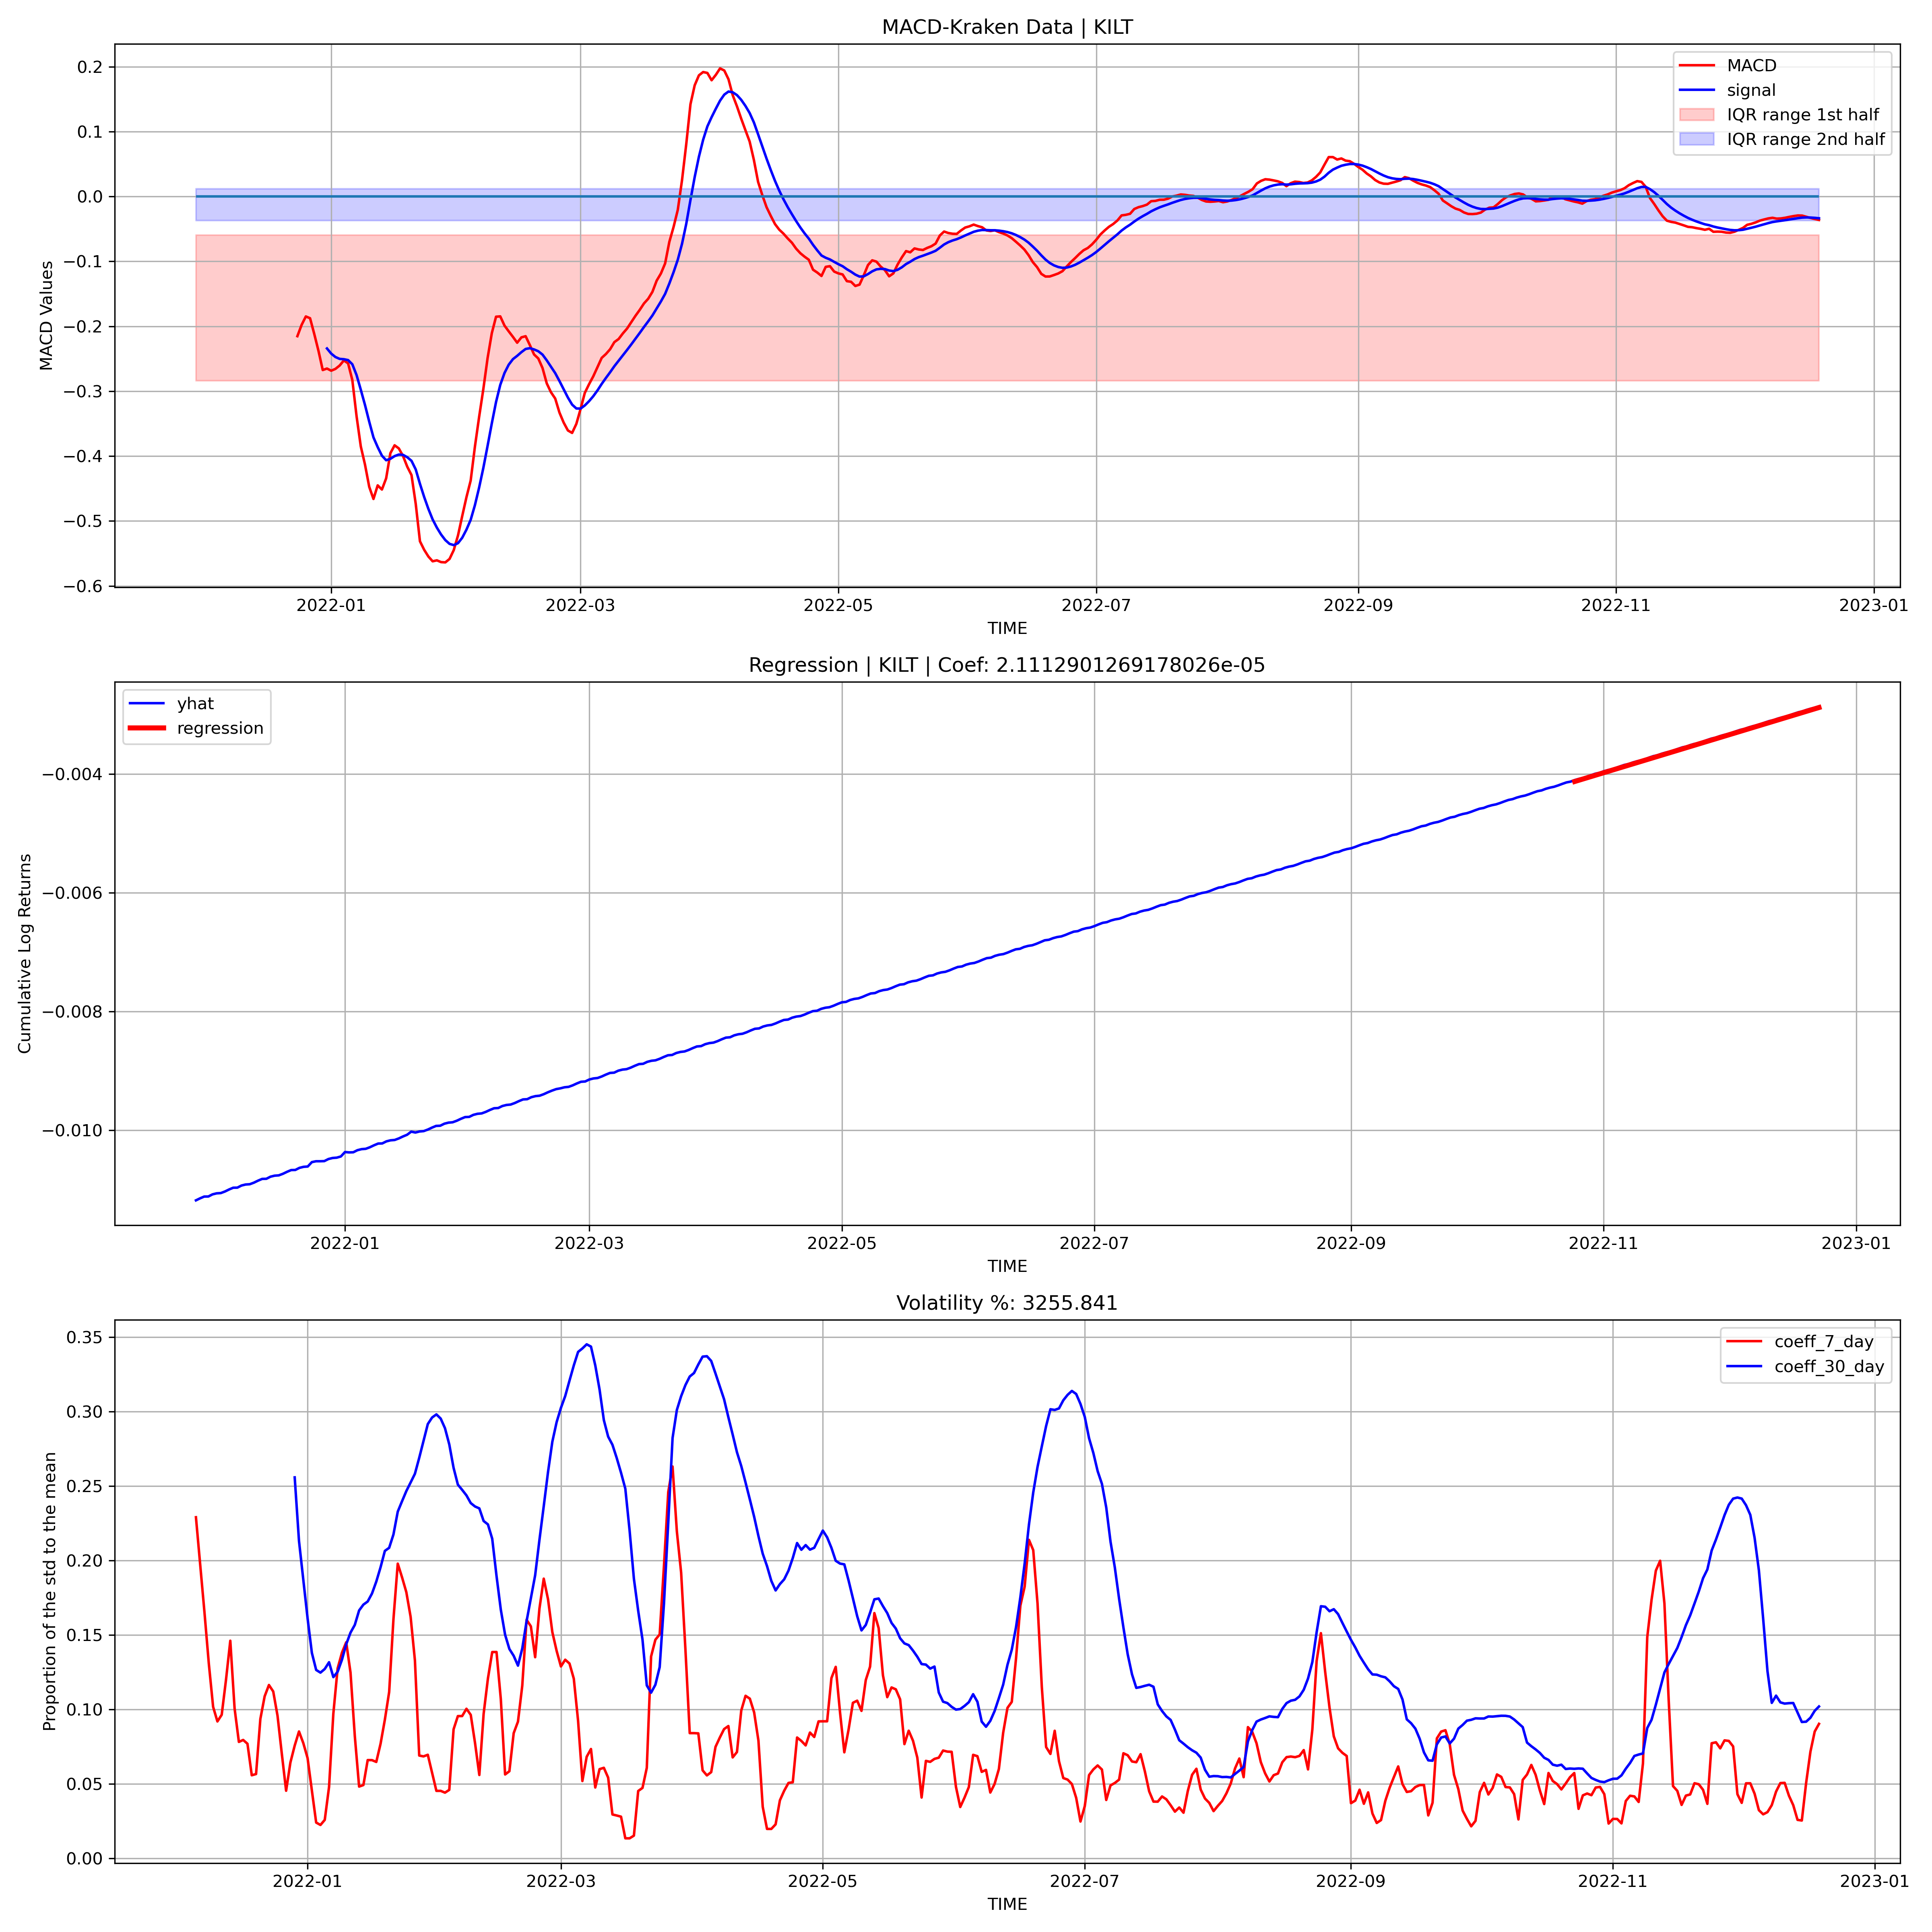 MACD-Kraken Data | KILT
MACD
signal
IQR range 1st half
IQR range 2nd half
MACD Values
0.2
0.1
0.0
−0.1
−0.2
−0.3
−0.4
−0.5
−0.6
2022-01 2022-03 2022-05 2022-07 2022-09 2022-11 2023-01
TIME
Regression | KILT | Coef: 2.1112901269178026e-05
yhat
regression
Cumulative Log Returns
−0.004
−0.006
−0.008
−0.010
2022-01 2022-03 2022-05 2022-07 2022-09 2022-11 2023-01
TIME
Volatility %: 3255.841
coeff_7_day
coeff_30_day
Proportion of the std to the mean
0.35
0.30
0.25
0.20
0.15
0.10
0.05
0.00
2022-01 2022-03 2022-05 2022-07 2022-09 2022-11 2023-01
TIME